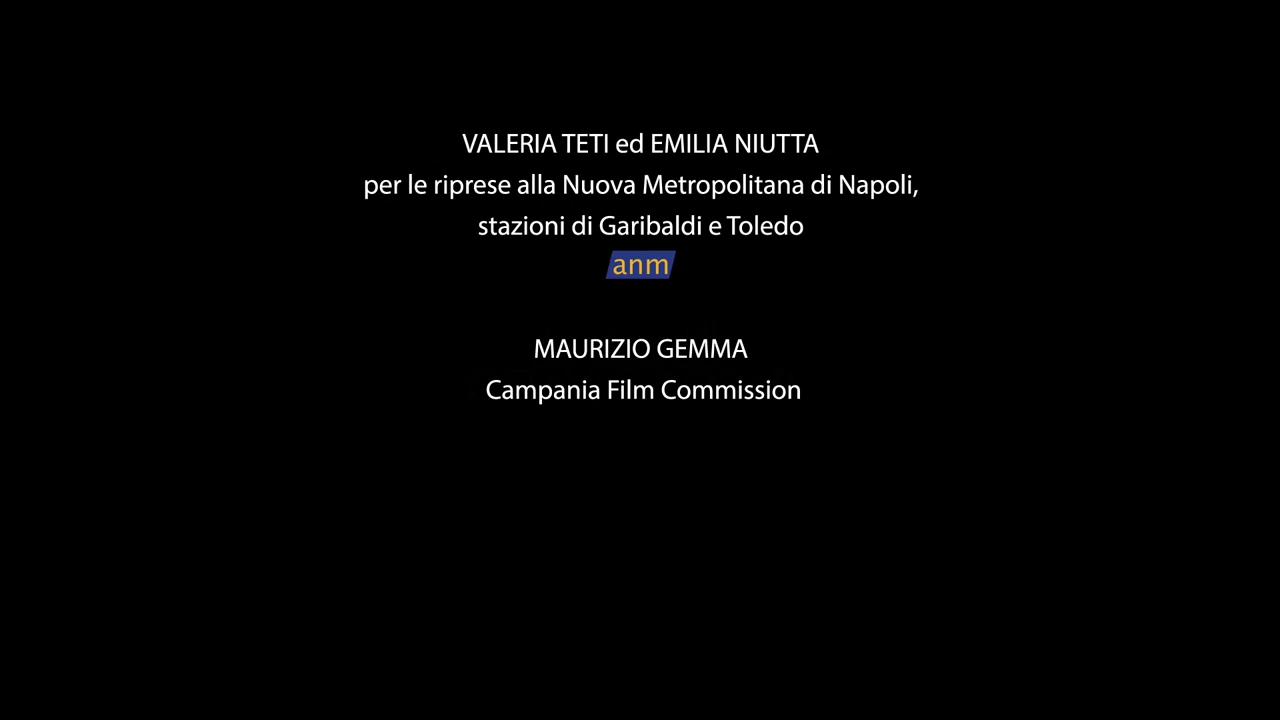 VALERIA TETI ed EMILIA NIUTTA
per le riprese alla Nuova Metropolitana di Napoli,
stazioni di Garibaldi e Toledo
anm
MAURIZIO GEMMA
Campania Film Commission